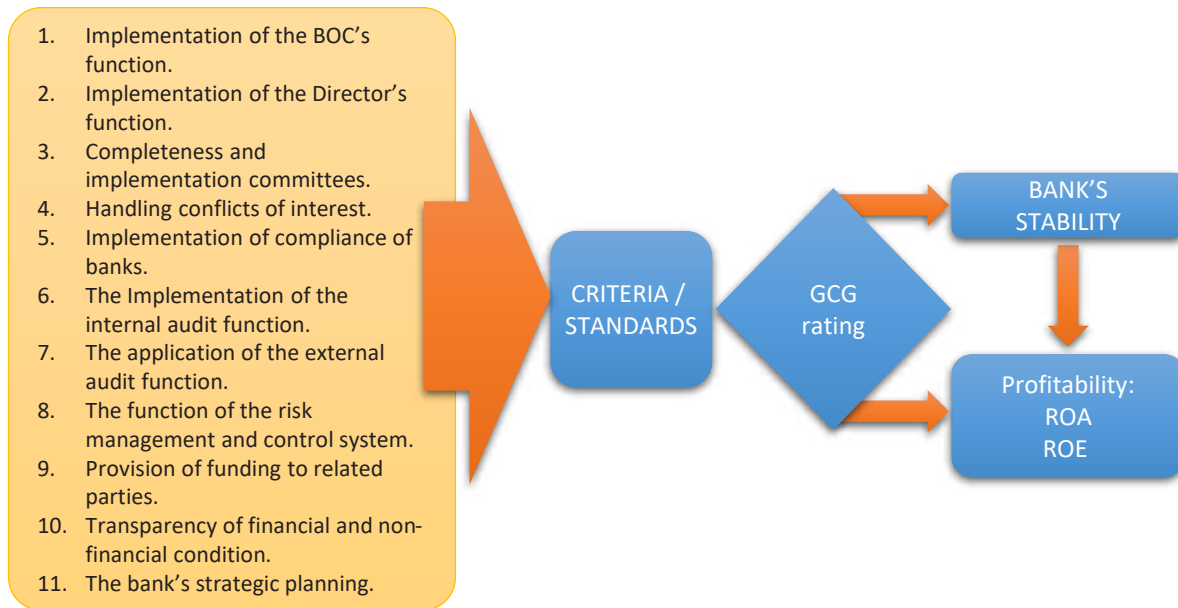 1. Implementation of the BOC's
function.
2. Implementation of the Director's
function.
3. Completeness and
implementation committees.
4. Handling conflicts of interest.
5. Implementation of compliance of
banks.
6. The Implementation of the
internal audit function.
7. The application of the external
audit function.
8. The function of the risk
management and control system.
9. Provision of funding to related
parties.
10. Transparency of financial and non-
financial condition.
11. The bank's strategic planning.
CRITERIA /
STANDARDS
GCG
rating
BANK'S
STABILITY
Profitability:
ROA
ROE